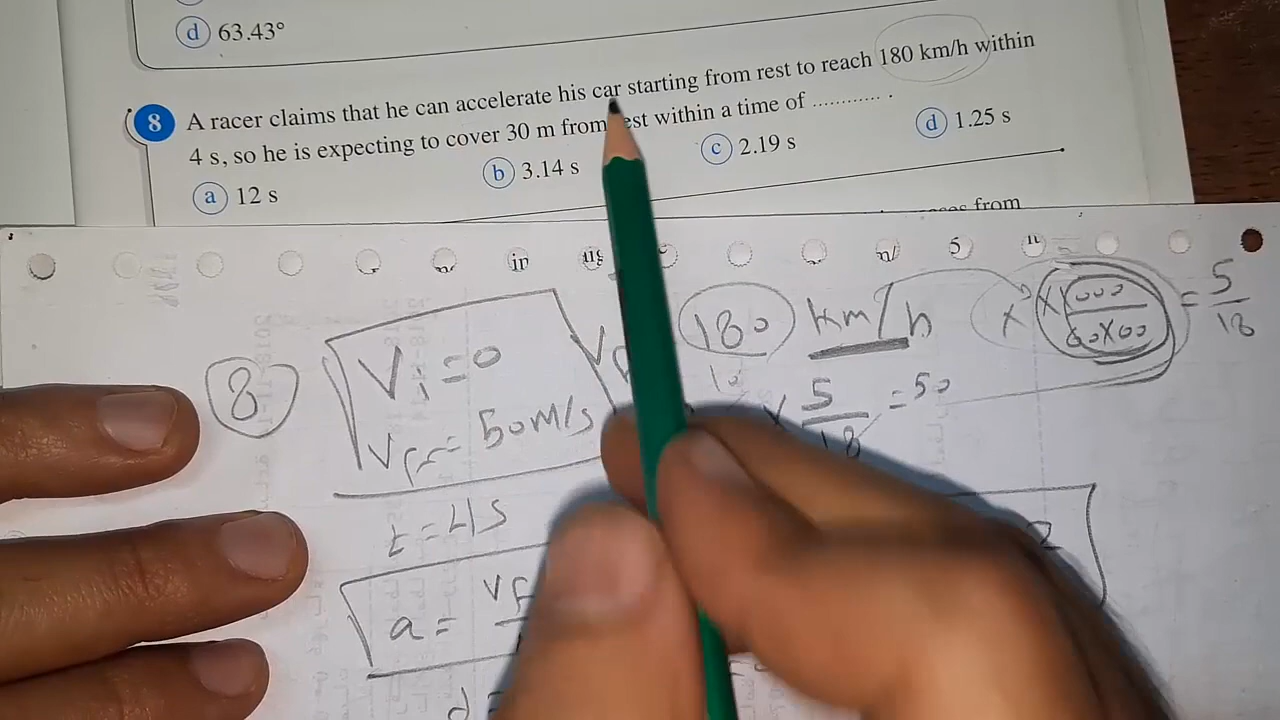 d 63.43°
8 A racer claims that he can accelerate his car starting from rest to reach 180 km/h within
4 s, so he is expecting to cover 30 m from est within a time of ............ .
a 12 s b 3.14 s c 2.19 s d 1.25 s
from
8 Vi = 0 180 km/h = 5/18
VF = 50 M/s × 5/18 = 50
t = 4 s
a = VF
d